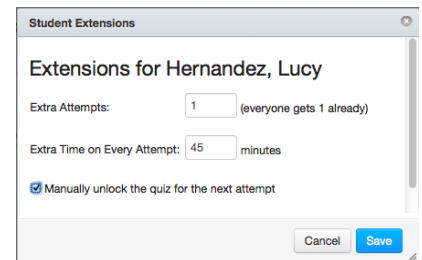 Student Extensions
Extensions for Hernandez, Lucy
Extra Attempts: 1 (everyone gets 1 already)
Extra Time on Every Attempt: 45 minutes
Manually unlock the quiz for the next attempt
Cancel Save